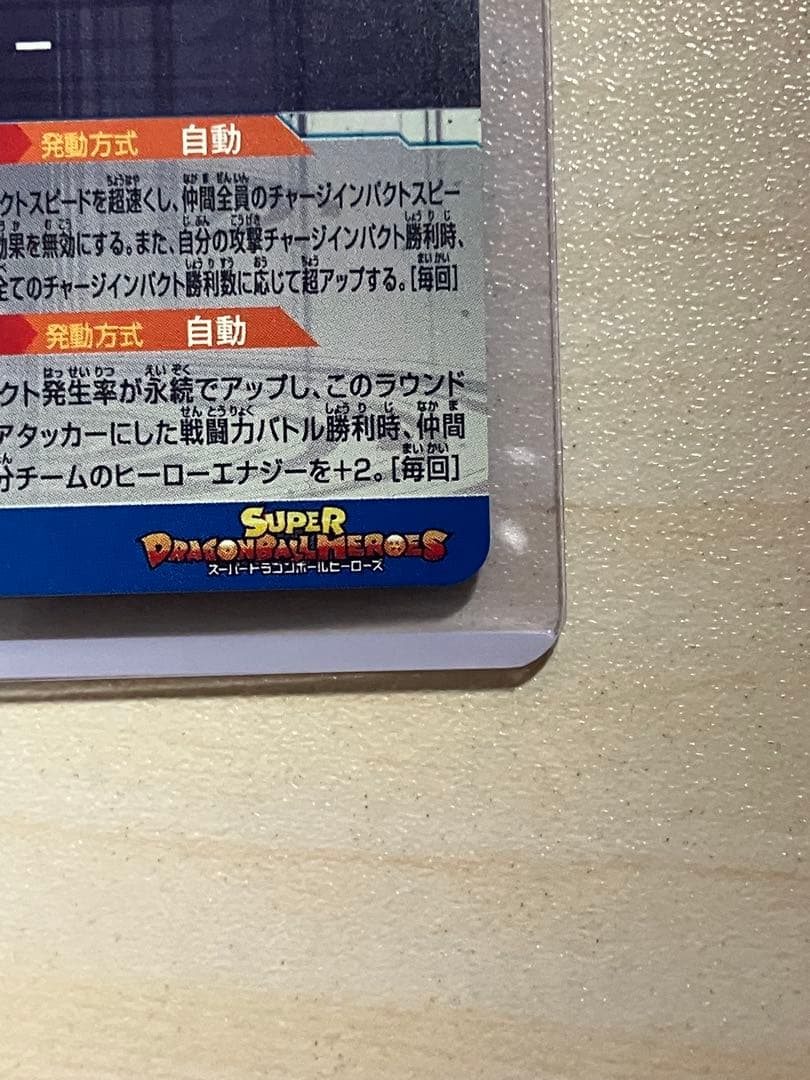 発動方式 自動
クトスピードを超速くし、仲間全員のチャージインパクトスピー
効果を無効にする。また、自分の攻撃チャージインパクト勝利時、
全てのチャージインパクト勝利数に応じて超アップする。[毎回]
発動方式 自動
クト発生率が永続でアップし、このラウンド
アタッカーにした戦闘力バトル勝利時、仲間
分チームのヒーローエナジーを+2。[毎回]
SUPER
DRAGONBALL HEROES
スーパードラゴンボールヒーローズ